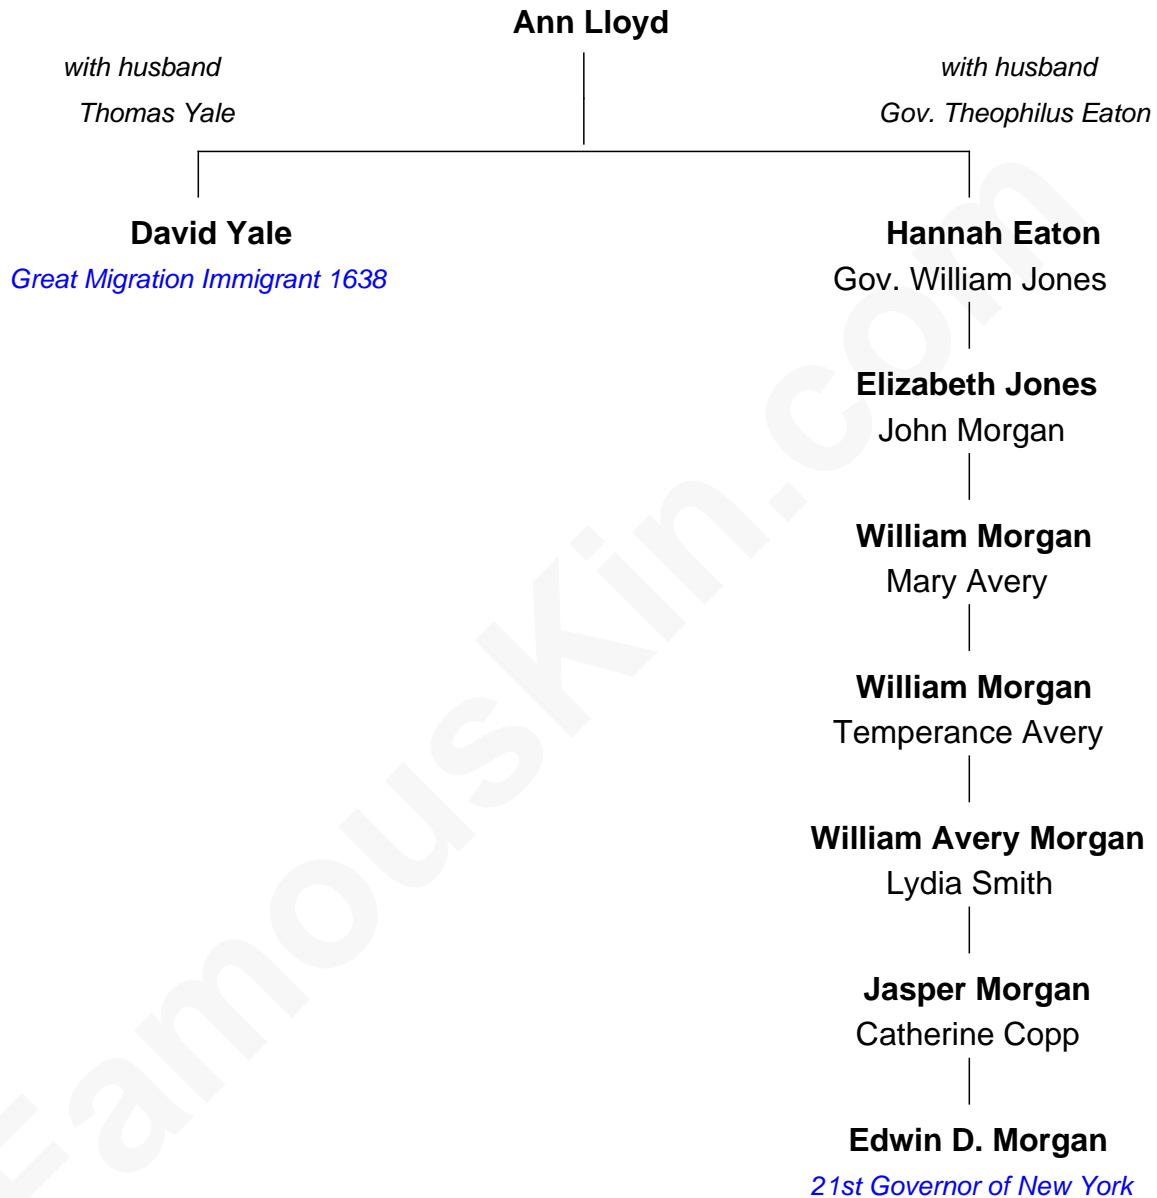 Ann Lloyd
with husband
Thomas Yale
with husband
Gov. Theophilus Eaton
David Yale
Great Migration Immigrant 1638
Hannah Eaton
Gov. William Jones
Elizabeth Jones
John Morgan
William Morgan
Mary Avery
William Morgan
Temperance Avery
William Avery Morgan
Lydia Smith
Jasper Morgan
Catherine Copp
Edwin D. Morgan
21st Governor of New York
FamousKin.com